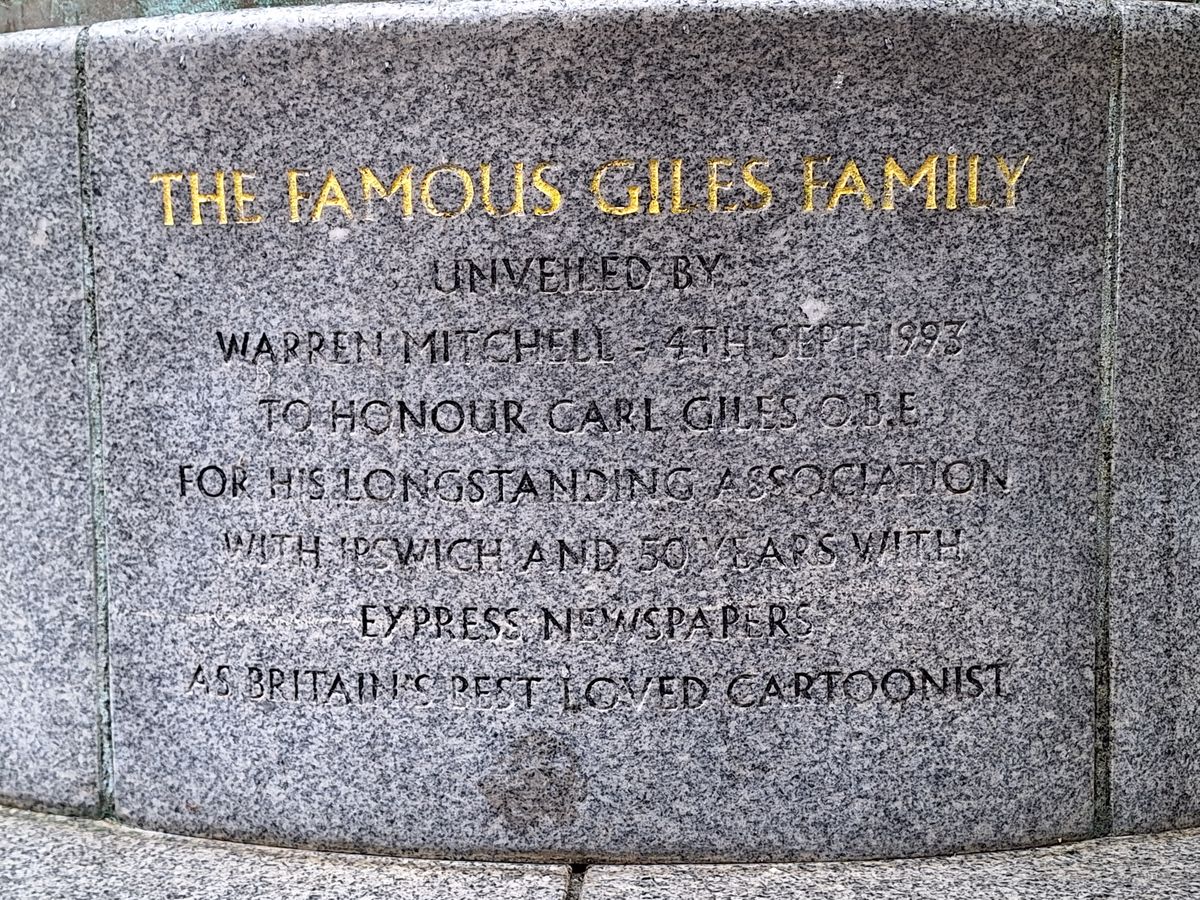 THE FAMOUS GILES FAMILY
UNVEILED BY
WARREN MITCHELL - 4TH SEPT 1993
TO HONOUR CARL GILES O.B.E
FOR HIS LONGSTANDING ASSOCIATION
WITH IPSWICH AND 50 YEARS WITH
EXPRESS NEWSPAPERS
AS BRITAIN'S BEST LOVED CARTOONIST